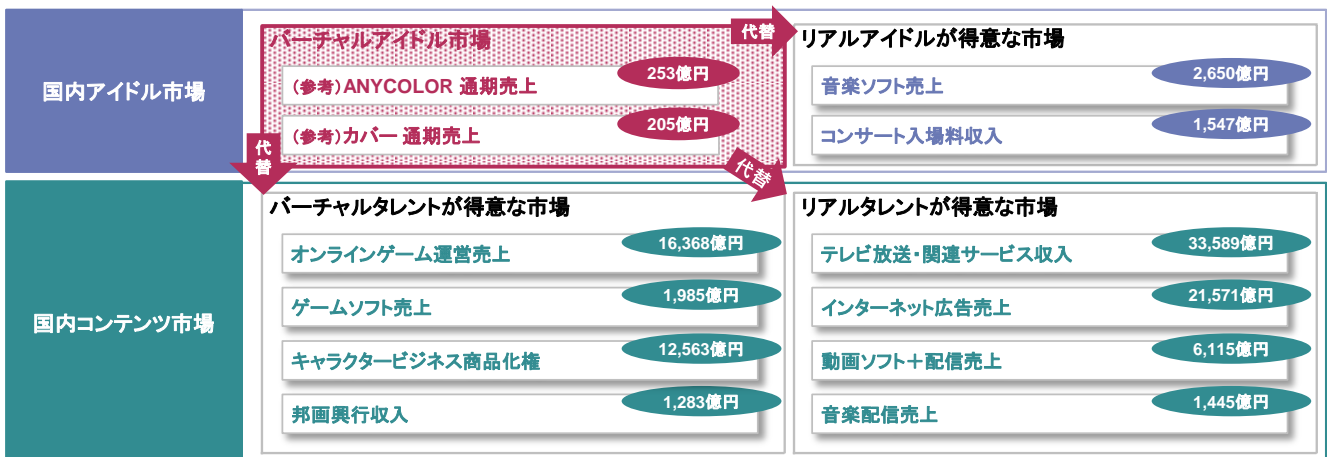 国内アイドル市場
バーチャルアイドル市場
(参考)ANYCOLOR 通期売上
253億円
(参考)カバー 通期売上
205億円
代替
リアルアイドルが得意な市場
音楽ソフト売上
2,650億円
コンサート入場料収入
1,547億円
代替
代替
国内コンテンツ市場
バーチャルタレントが得意な市場
オンラインゲーム運営売上
16,368億円
ゲームソフト売上
1,985億円
キャラクタービジネス商品化権
12,563億円
邦画興行収入
1,283億円
リアルタレントが得意な市場
テレビ放送・関連サービス収入
33,589億円
インターネット広告売上
21,571億円
動画ソフト+配信売上
6,115億円
音楽配信売上
1,445億円